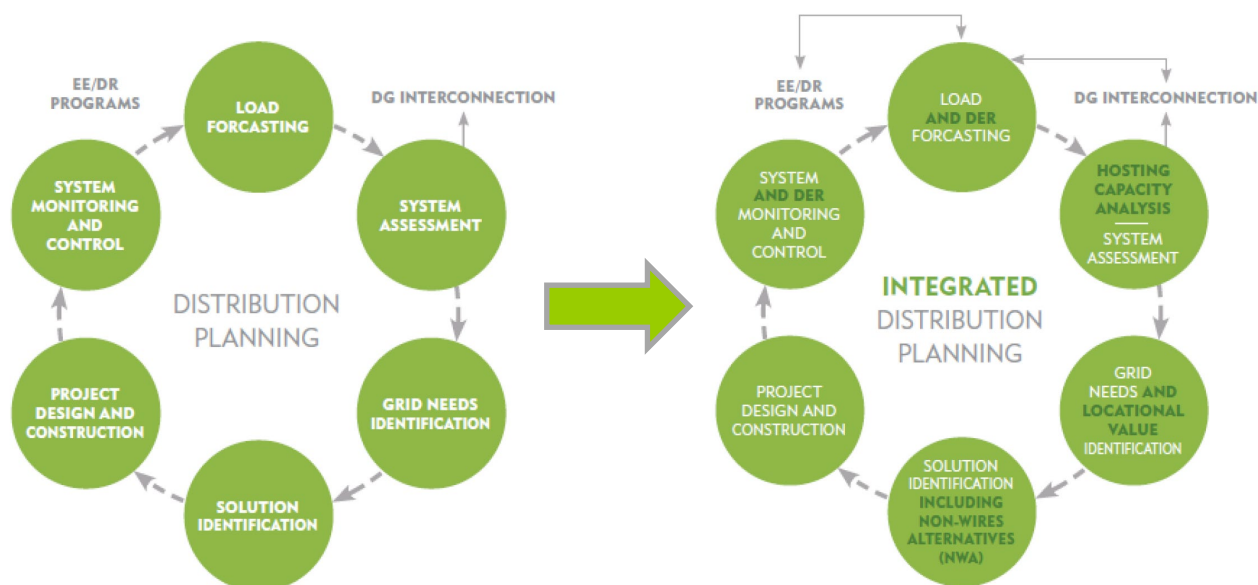 EE/DR
PROGRAMS
LOAD
FORCASTING
DG INTERCONNECTION
SYSTEM
MONITORING
AND
CONTROL
SYSTEM
ASSESSMENT
DISTRIBUTION
PLANNING
PROJECT
DESIGN AND
CONSTRUCTION
GRID NEEDS
IDENTIFICATION
SOLUTION
IDENTIFICATION
EE/DR
PROGRAMS
LOAD
AND DER
FORCASTING
DG INTERCONNECTION
SYSTEM
AND DER
MONITORING
AND
CONTROL
HOSTING
CAPACITY
ANALYSIS
SYSTEM
ASSESSMENT
INTEGRATED
DISTRIBUTION
PLANNING
PROJECT
DESIGN AND
CONSTRUCTION
GRID
NEEDS AND
LOCATIONAL
VALUE
IDENTIFICATION
SOLUTION
IDENTIFICATION
INCLUDING
NON-WIRES
ALTERNATIVES
(NWA)